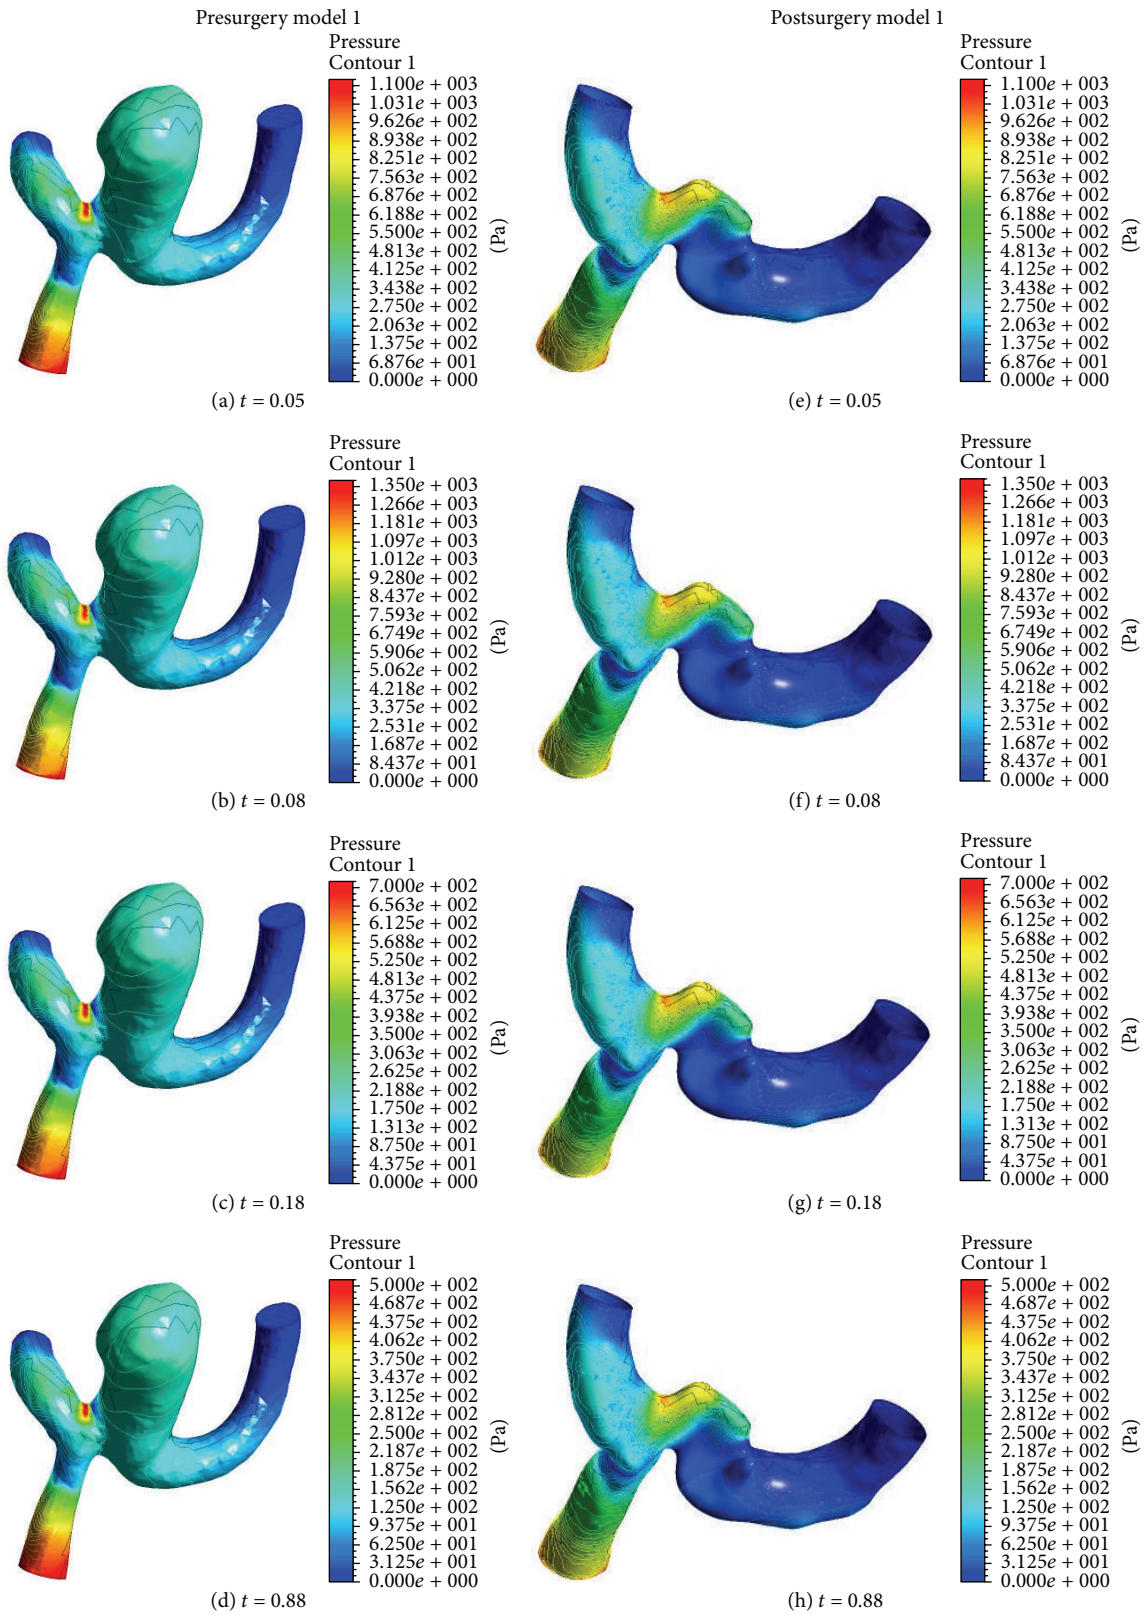 Presurgery model 1
Postsurgery model 1
Pressure
Contour 1
1.100e + 003
1.031e + 003
9.626e + 002
8.938e + 002
8.251e + 002
7.563e + 002
6.876e + 002
6.188e + 002
5.500e + 002
4.813e + 002
4.125e + 002
3.438e + 002
2.750e + 002
2.063e + 002
1.375e + 002
6.876e + 001
0.000e + 000
(Pa)
(a) t = 0.05
Pressure
Contour 1
1.100e + 003
1.031e + 003
9.626e + 002
8.938e + 002
8.251e + 002
7.563e + 002
6.876e + 002
6.188e + 002
5.500e + 002
4.813e + 002
4.125e + 002
3.438e + 002
2.750e + 002
2.063e + 002
1.375e + 002
6.876e + 001
0.000e + 000
(Pa)
(e) t = 0.05
Pressure
Contour 1
1.350e + 003
1.266e + 003
1.181e + 003
1.097e + 003
1.012e + 003
9.280e + 002
8.437e + 002
7.593e + 002
6.749e + 002
5.906e + 002
5.062e + 002
4.218e + 002
3.375e + 002
2.531e + 002
1.687e + 002
8.437e + 001
0.000e + 000
(Pa)
(b) t = 0.08
Pressure
Contour 1
1.350e + 003
1.266e + 003
1.181e + 003
1.097e + 003
1.012e + 003
9.280e + 002
8.437e + 002
7.593e + 002
6.749e + 002
5.906e + 002
5.062e + 002
4.218e + 002
3.375e + 002
2.531e + 002
1.687e + 002
8.437e + 001
0.000e + 000
(Pa)
(f) t = 0.08
Pressure
Contour 1
7.000e + 002
6.563e + 002
6.125e + 002
5.688e + 002
5.250e + 002
4.813e + 002
4.375e + 002
3.938e + 002
3.500e + 002
3.063e + 002
2.625e + 002
2.188e + 002
1.750e + 002
1.313e + 002
8.750e + 001
4.375e + 001
0.000e + 000
(Pa)
(c) t = 0.18
Pressure
Contour 1
7.000e + 002
6.563e + 002
6.125e + 002
5.688e + 002
5.250e + 002
4.813e + 002
4.375e + 002
3.938e + 002
3.500e + 002
3.063e + 002
2.625e + 002
2.188e + 002
1.750e + 002
1.313e + 002
8.750e + 001
4.375e + 001
0.000e + 000
(Pa)
(g) t = 0.18
Pressure
Contour 1
5.000e + 002
4.687e + 002
4.375e + 002
4.062e + 002
3.750e + 002
3.437e + 002
3.125e + 002
2.812e + 002
2.500e + 002
2.187e + 002
1.875e + 002
1.562e + 002
1.250e + 002
9.375e + 001
6.250e + 001
3.125e + 001
0.000e + 000
(Pa)
(d) t = 0.88
Pressure
Contour 1
5.000e + 002
4.687e + 002
4.375e + 002
4.062e + 002
3.750e + 002
3.437e + 002
3.125e + 002
2.812e + 002
2.500e + 002
2.187e + 002
1.875e + 002
1.562e + 002
1.250e + 002
9.375e + 001
6.250e + 001
3.125e + 001
0.000e + 000
(Pa)
(h) t = 0.88